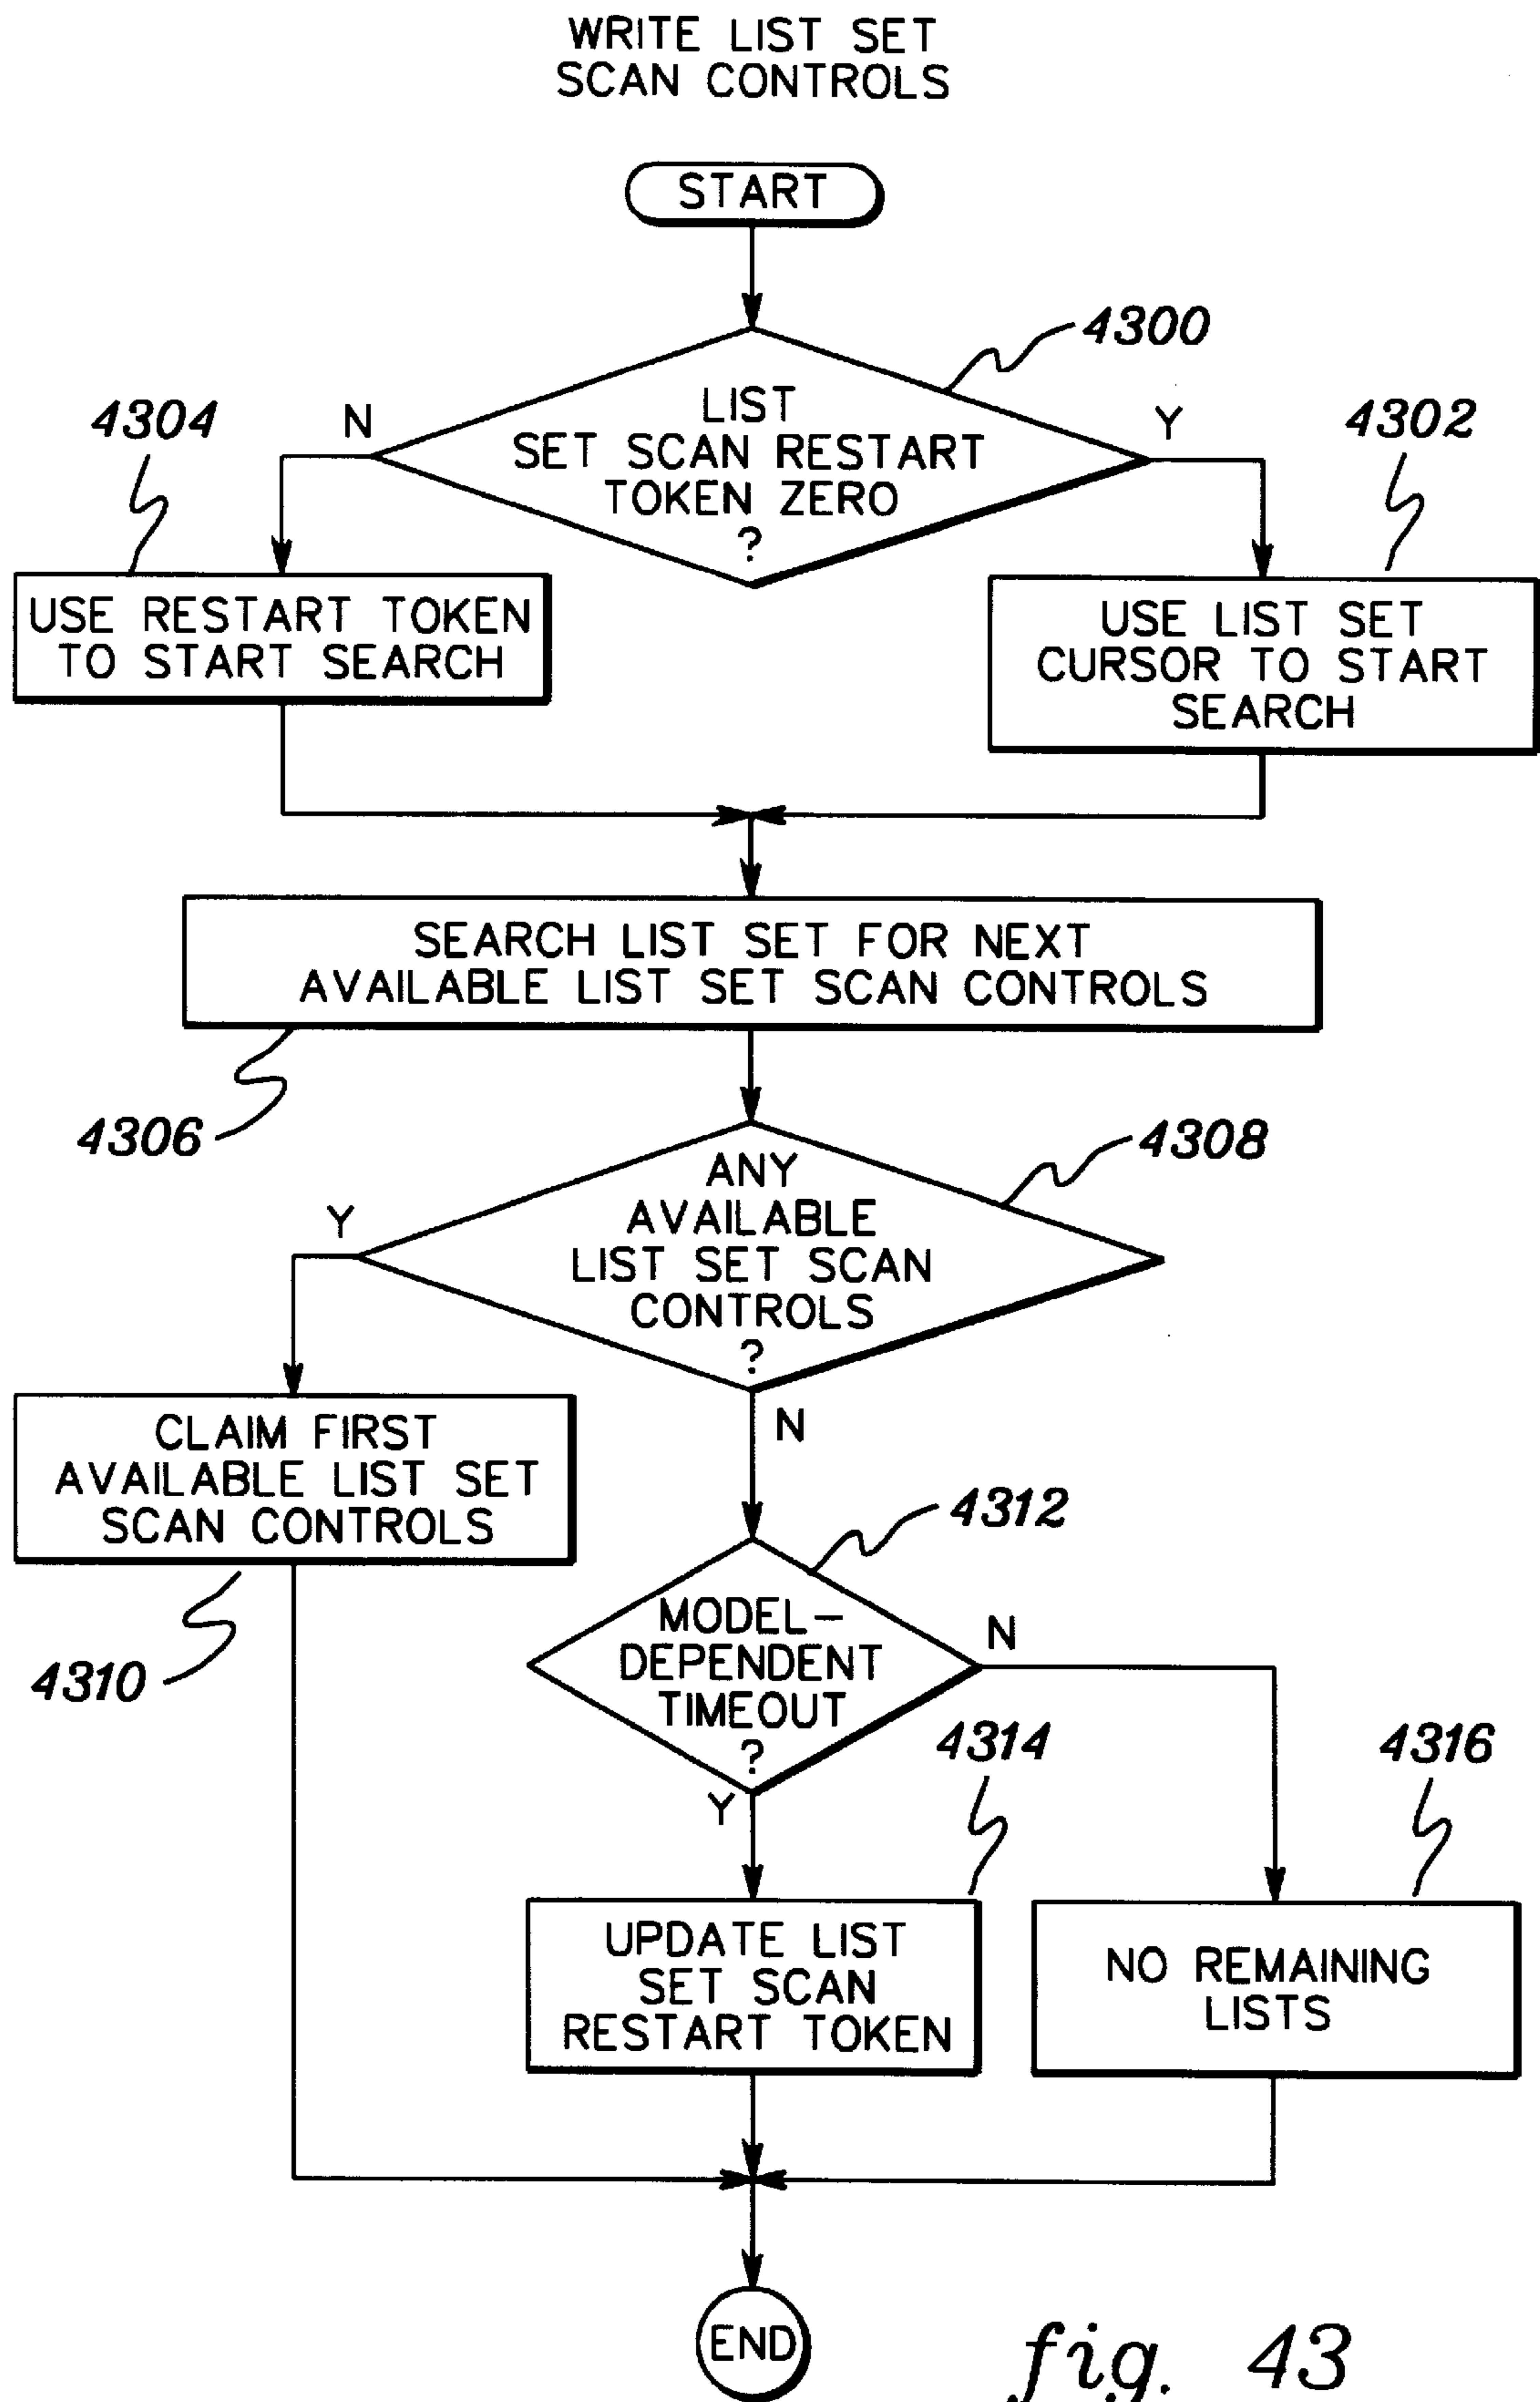 WRITE LIST SET
SCAN CONTROLS
START
4300
LIST
SET SCAN RESTART
TOKEN ZERO
?
N
Y
4304
4302
USE RESTART TOKEN
TO START SEARCH
USE LIST SET
CURSOR TO START
SEARCH
SEARCH LIST SET FOR NEXT
AVAILABLE LIST SET SCAN CONTROLS
4306
4308
ANY
AVAILABLE
LIST SET SCAN
CONTROLS
?
Y
N
CLAIM FIRST
AVAILABLE LIST SET
SCAN CONTROLS
4310
4312
MODEL-
DEPENDENT
TIMEOUT
?
N
Y
4314
4316
UPDATE LIST
SET SCAN
RESTART TOKEN
NO REMAINING
LISTS
END
fig. 43